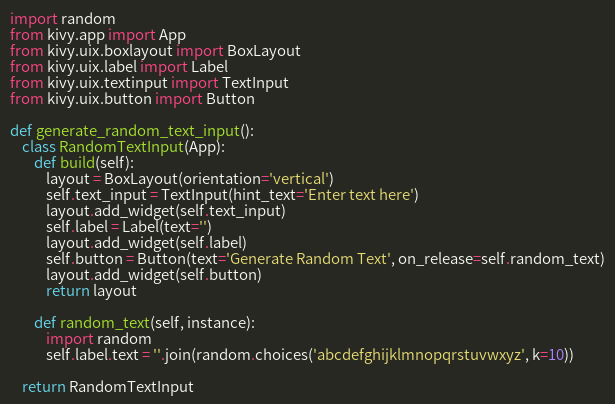 import random
from kivy.app import App
from kivy.uix.boxlayout import BoxLayout
from kivy.uix.label import Label
from kivy.uix.textinput import TextInput
from kivy.uix.button import Button

def generate_random_text_input():
    class RandomTextInput(App):
        def build(self):
            layout = BoxLayout(orientation='vertical')
            self.text_input = TextInput(hint_text='Enter text here')
            layout.add_widget(self.text_input)
            self.label = Label(text='')
            layout.add_widget(self.label)
            self.button = Button(text='Generate Random Text', on_release=self.random_text)
            layout.add_widget(self.button)
            return layout

        def random_text(self, instance):
            import random
            self.label.text = ''.join(random.choices('abcdefghijklmnopqrstuvwxyz', k=10))

    return RandomTextInput